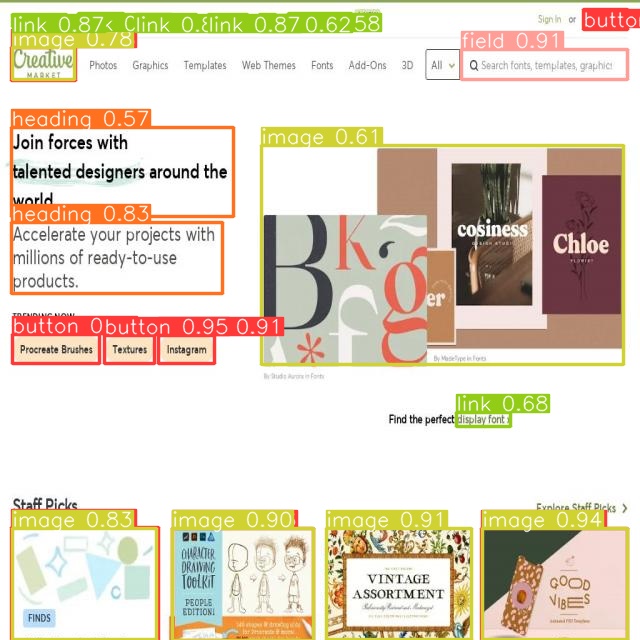 link 0.87
link 0.87 0.62 58
Sign In or
button
image 0.78
field 0.91
Creative
MARKET
Photos Graphics Templates Web Themes Fonts Add-Ons 3D All Search fonts, templates, graphics
heading 0.57
image 0.61
Join forces with
talented designers around the
world
heading 0.83
Accelerate your projects with
millions of ready-to-use
products.
cosiness
DESIGN STUDIO
Chloe
FLORIST
er
TRENDING NOW
button 0.95 0.91
Procreate Brushes Textures Instagram
By MadeType in Fonts
By Studio Aurora in Fonts
link 0.68
Find the perfect display font
Staff Picks
Explore Staff Picks
image 0.83 image 0.90 image 0.91 image 0.94
FINDS
CHARACTER
DRAWING
TOOLKIT
PEOPLE
EDITION!
VINTAGE
ASSORTMENT
GOOD
VIBES